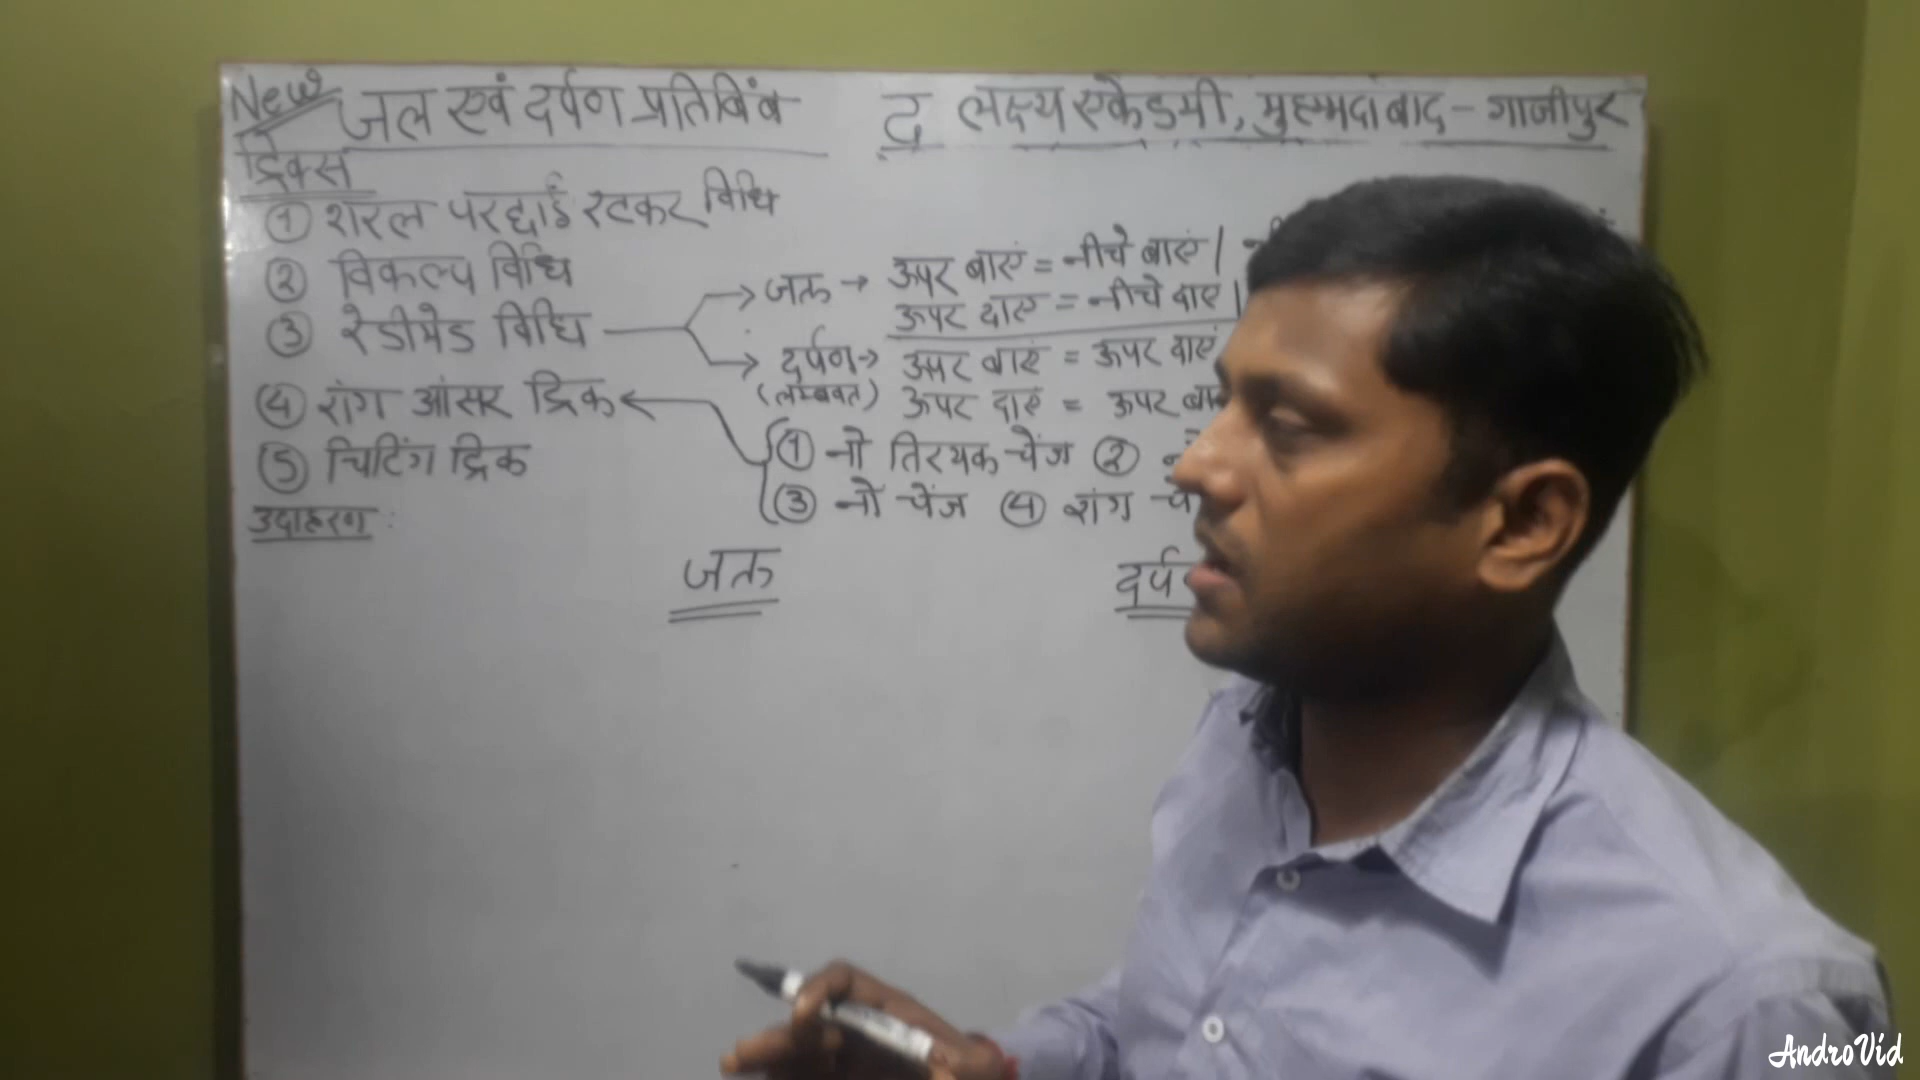 New जल एवं दर्पण प्रतिबिंब द लक्ष्य एकेडमी, मुहम्मदाबाद - गाजीपुर
ट्रिक्स
① शरल परछाई रटकर विधि
② विकल्प विधि
③ रेडीमेड विधि
→ जल → ऊपर बाएं = नीचे बाएं।
ऊपर दाएं = नीचे दाएं।
→ दर्पण → ऊपर बाएं = ऊपर दाएं
(लम्बवत) ऊपर दाएं = ऊपर
④ रांग आंसर ट्रिक
① नो तिरयक चेंज ②
⑤ चिटिंग ट्रिक
③ नो चेंज ④ रांग
उदाहरण :
जल
AndroVid